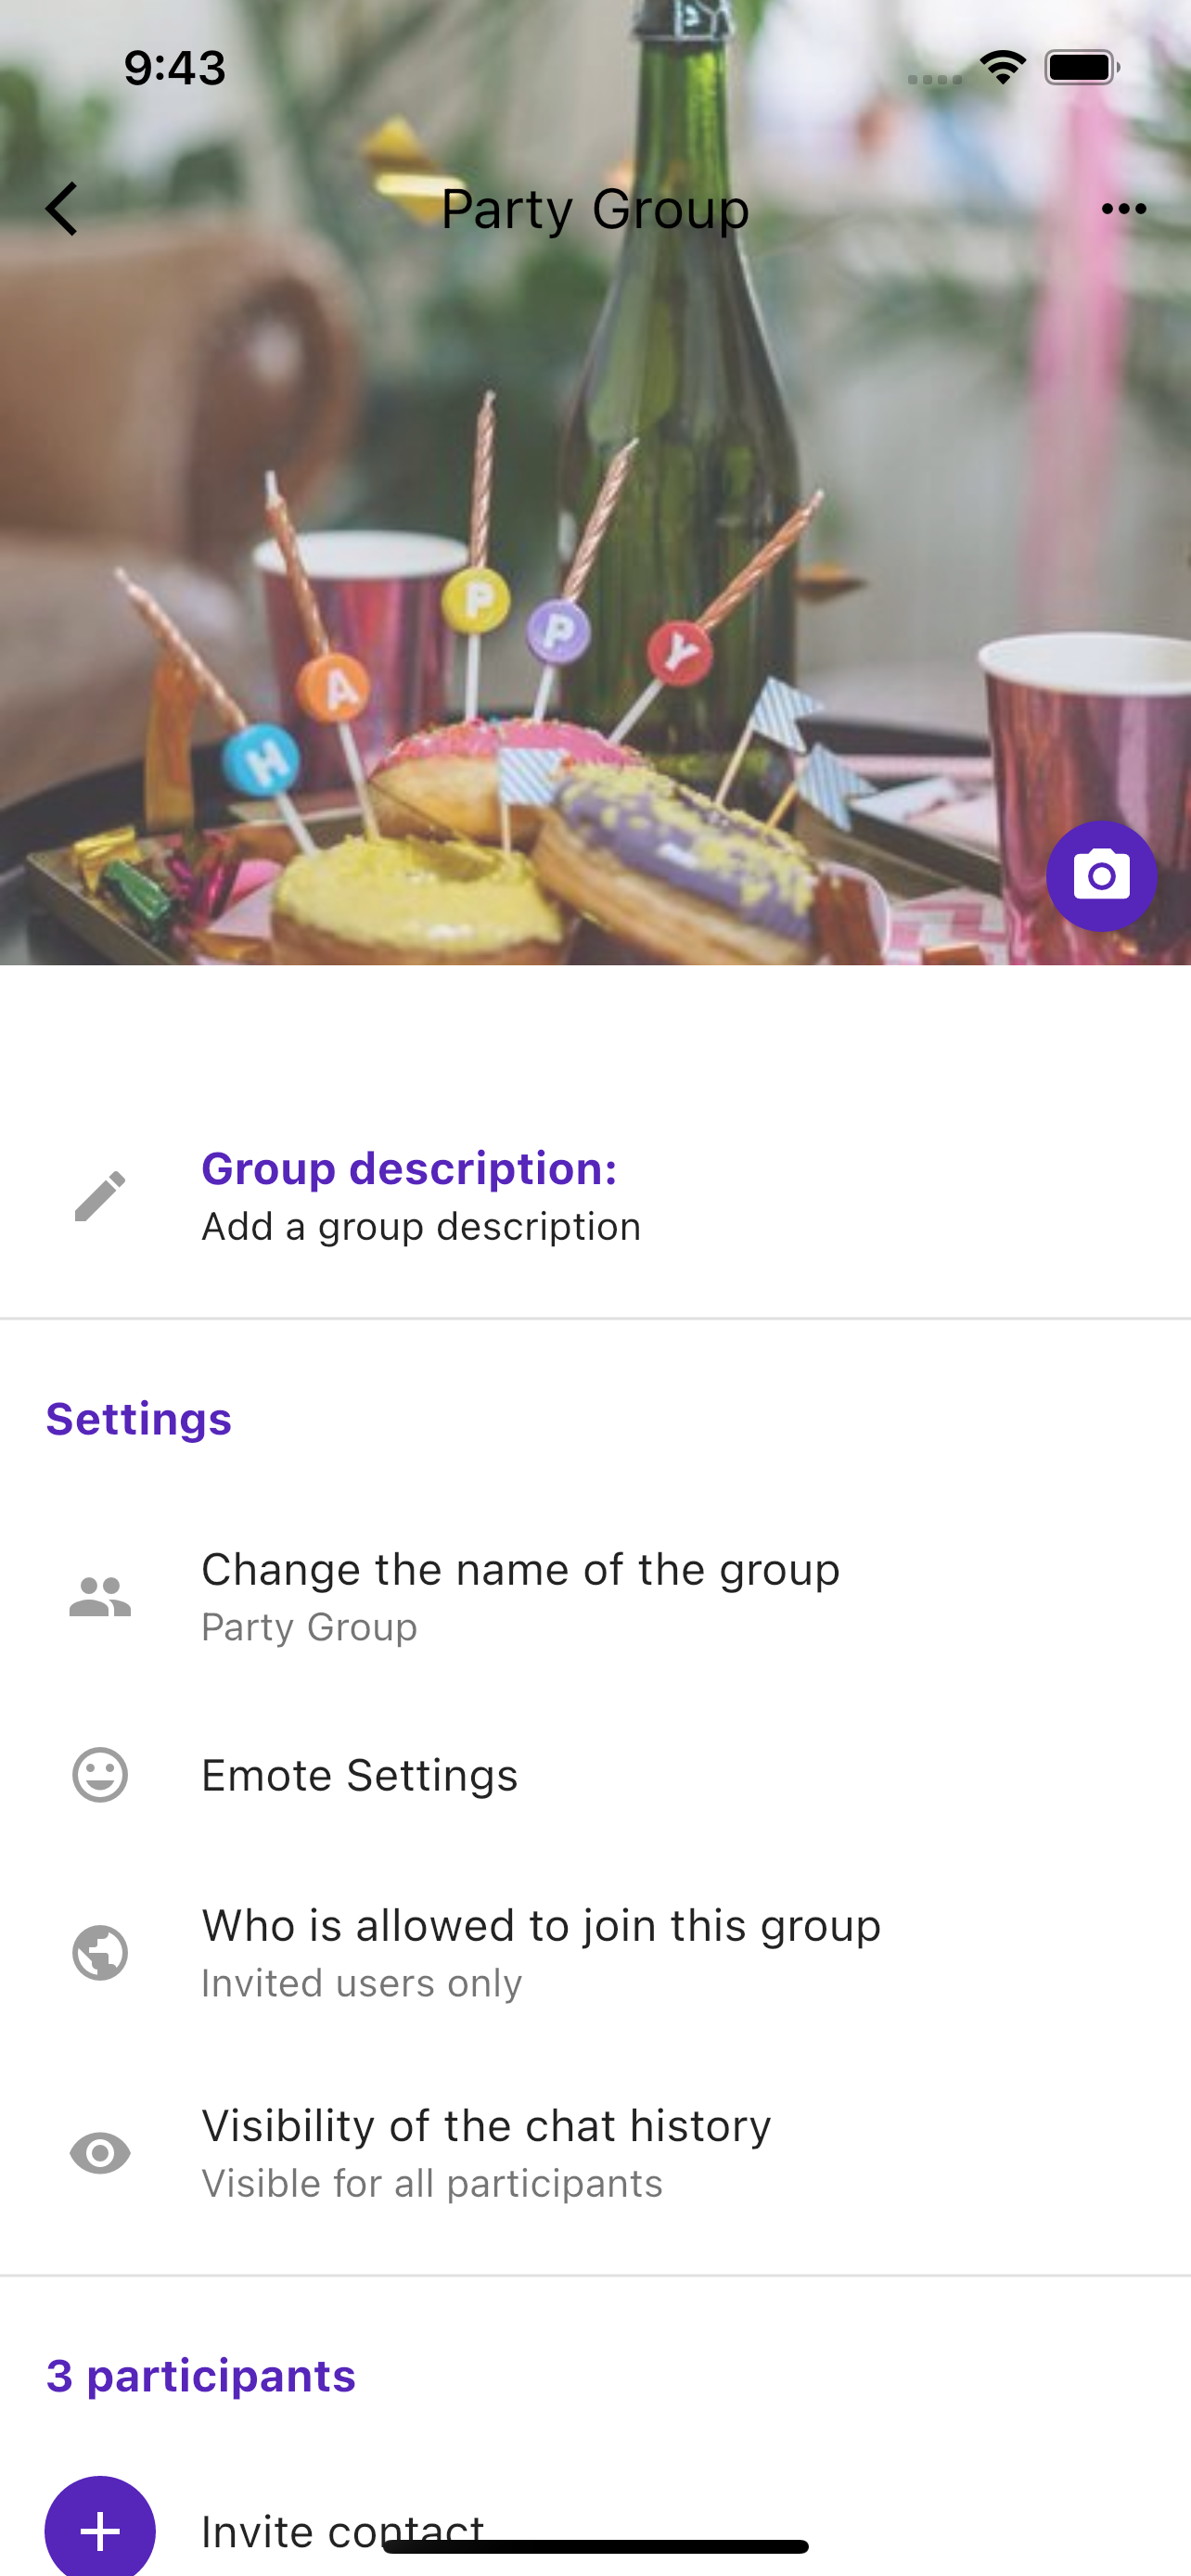 9:43
Party Group
P
P
Y
A
H
Group description:
Add a group description
Settings
Change the name of the group
Party Group
Emote Settings
Who is allowed to join this group
Invited users only
Visibility of the chat history
Visible for all participants
3 participants
Invite contact